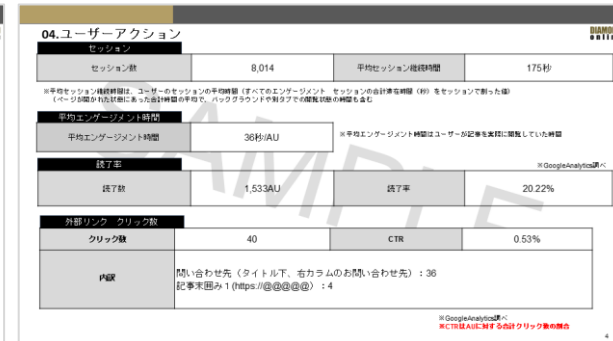 04.ユーザーアクション
DIAMON
onlin
セッション
セッション数 8,014 平均セッション継続時間 175秒
※平均セッション継続時間は、ユーザーのセッションの平均時間（すべてのエンゲージメント セッションの合計滞在時間（秒）をセッションで割った値）
（ページが開かれた状態にあった合計時間の平均で、バックグラウンドや別タブでの閲覧状態の時間も含む
平均エンゲージメント時間
平均エンゲージメント時間 36秒/AU ※平均エンゲージメント時間はユーザーが記事を実際に閲覧していた時間
読了率
※GoogleAnalytics調べ
読了数 1,533AU 読了率 20.22%
外部リンク クリック数
クリック数 40 CTR 0.53%
内訳
問い合わせ先（タイトル下、右カラムのお問い合わせ先）：36
記事末囲み1(https://@@@@@）：4
※GoogleAnalytics調べ
※CTRはAUに対する合計クリック数の割合
4
SAMPLE